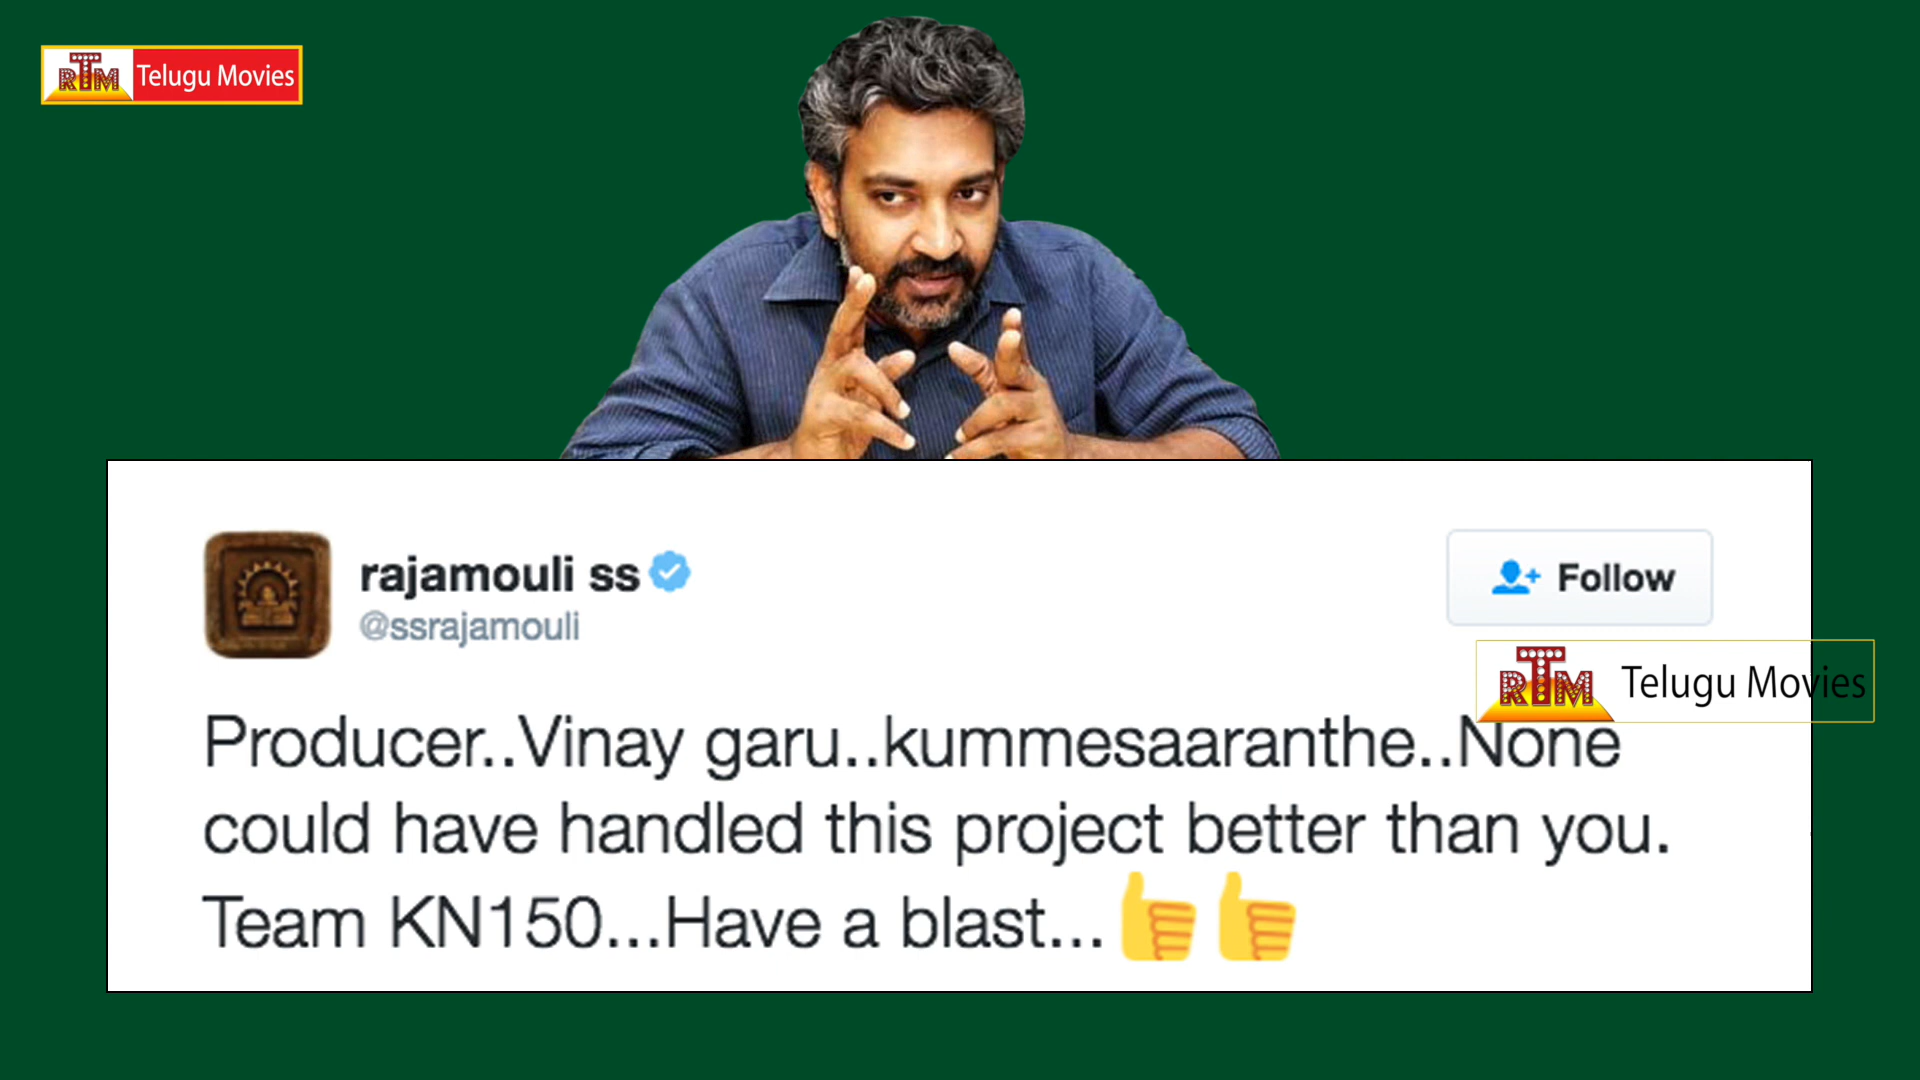 RTM Telugu Movies
rajamouli ss
@ssrajamouli
Follow
RTM Telugu Movies
Producer..Vinay garu..kummesaaranthe..None
could have handled this project better than you.
Team KN150...Have a blast...👍👍